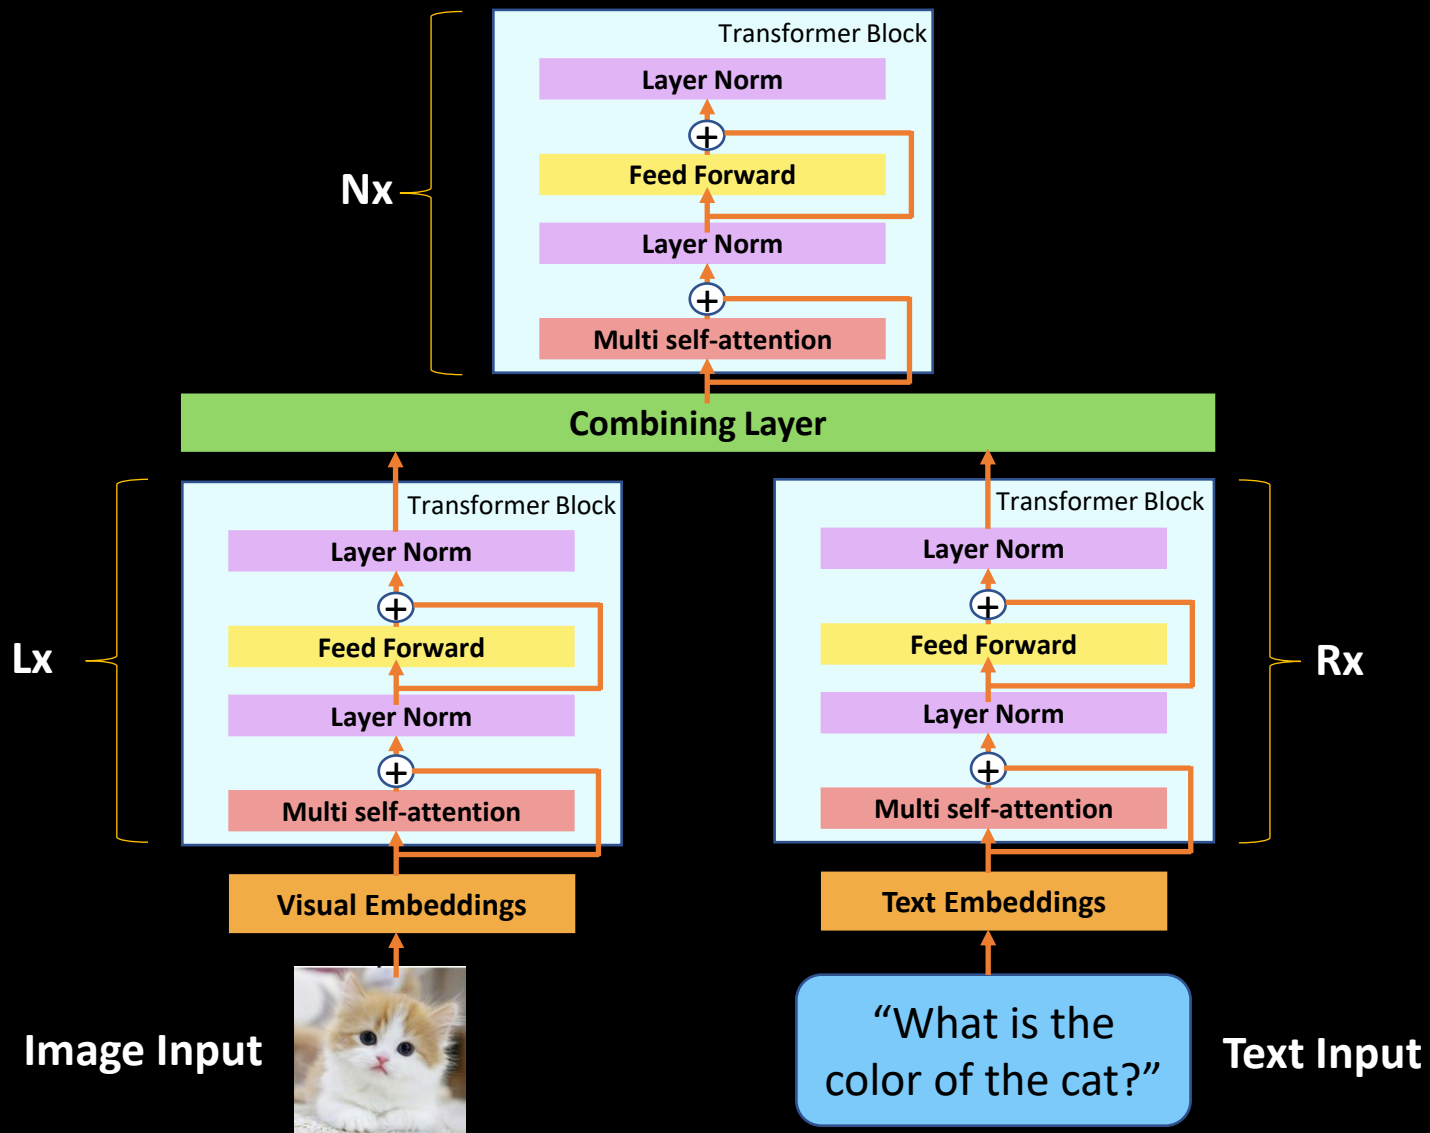 Transformer Block
Layer Norm
+
Feed Forward
Nx
Layer Norm
+
Multi self-attention
Combining Layer
Transformer Block
Layer Norm
+
Feed Forward
Lx
Layer Norm
+
Multi self-attention
Visual Embeddings
Image Input
Transformer Block
Layer Norm
+
Feed Forward
Rx
Layer Norm
+
Multi self-attention
Text Embeddings
“What is the
color of the cat?”
Text Input